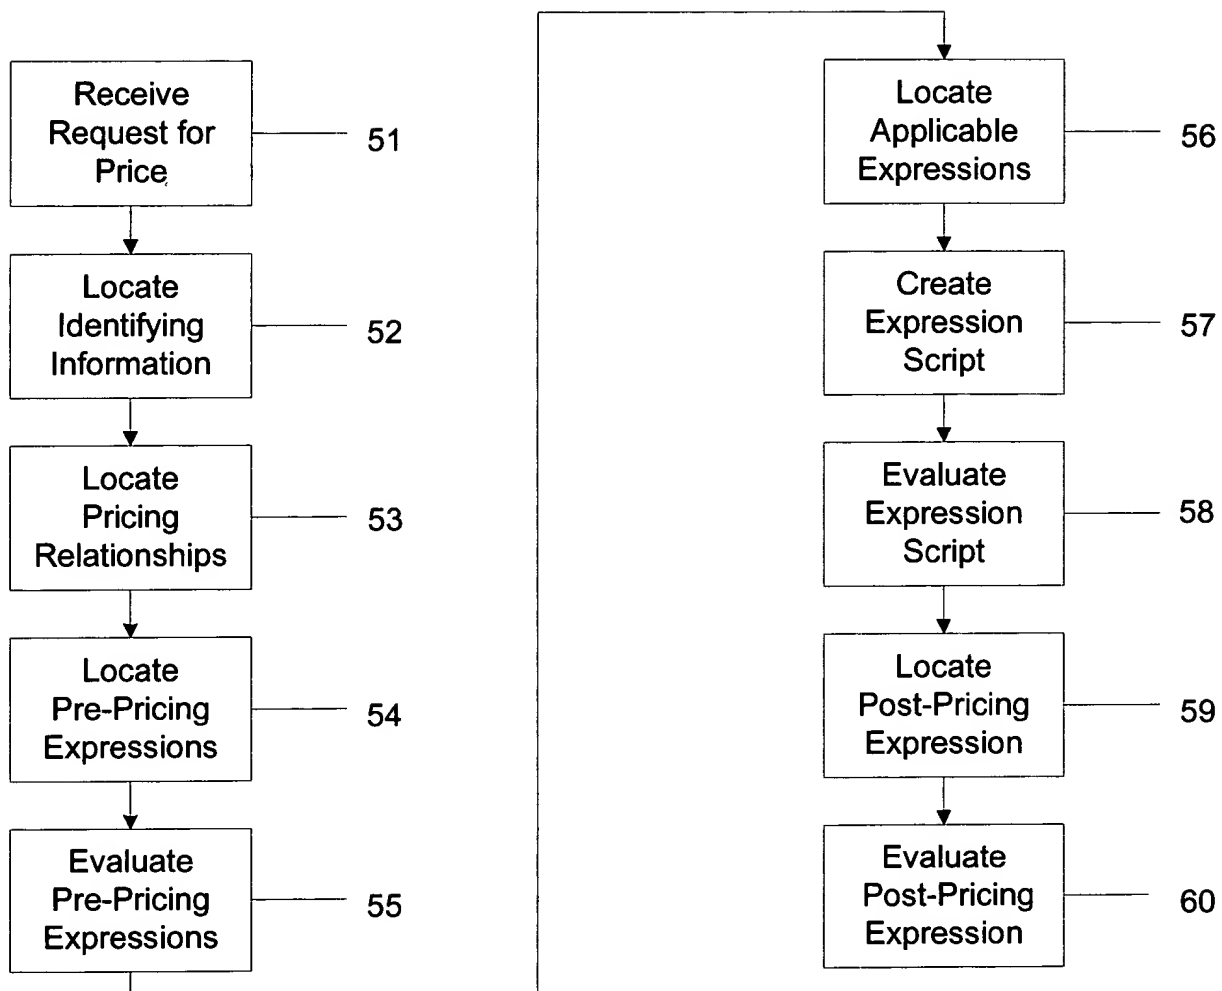 Receive
Request for
Price
51
Locate
Identifying
Information
52
Locate
Pricing
Relationships
53
Locate
Pre-Pricing
Expressions
54
Evaluate
Pre-Pricing
Expressions
55
Locate
Applicable
Expressions
56
Create
Expression
Script
57
Evaluate
Expression
Script
58
Locate
Post-Pricing
Expression
59
Evaluate
Post-Pricing
Expression
60